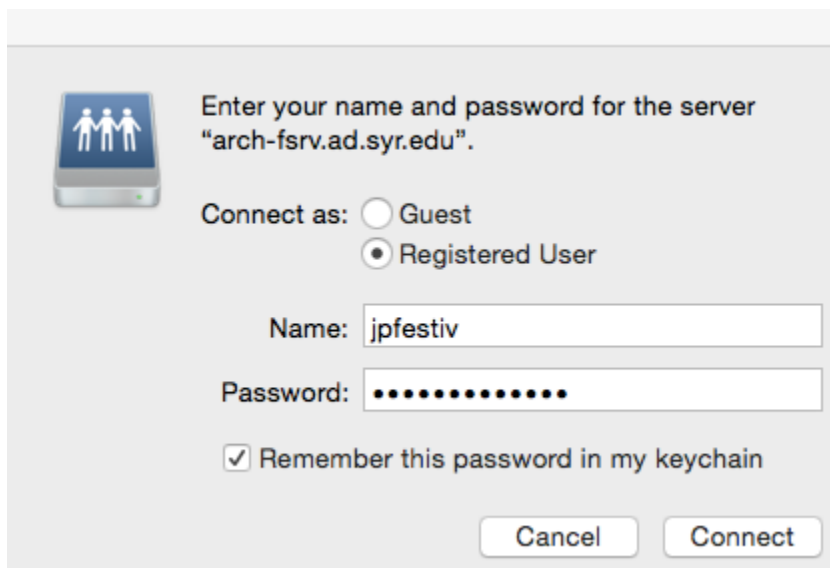 Enter your name and password for the server
“arch-fsrv.ad.syr.edu”.
Connect as: Guest
Registered User
Name: jpfestiv
Password: •••••••••••••
Remember this password in my keychain
Cancel Connect